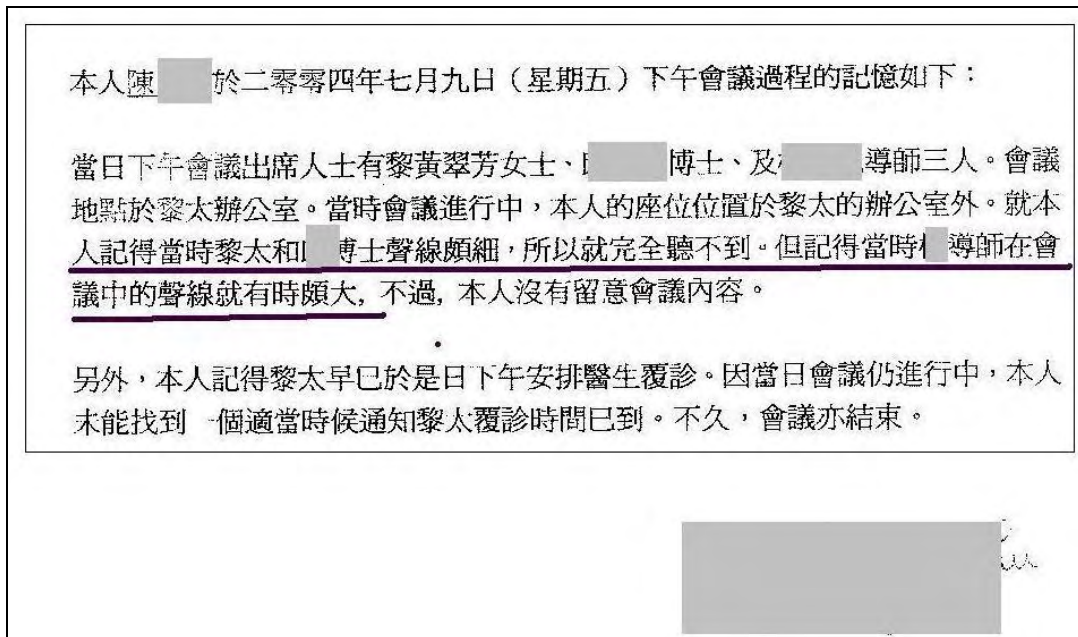 本人陳 於二零零四年七月九日（星期五）下午會議過程的記憶如下：
當日下午會議出席人士有黎黃翠芳女士、 博士、及 導師三人。會議
地點於黎太辦公室。當時會議進行中，本人的座位位置於黎太的辦公室外。就本
人記得當時黎太和 博士聲線頗細，所以就完全聽不到。但記得當時 導師在會
議中的聲線就有時頗大, 不過, 本人沒有留意會議內容。
另外，本人記得黎太早已於是日下午安排醫生覆診。因當日會議仍進行中，本人
未能找到一個適當時候通知黎太覆診時間已到。不久，會議亦結束。